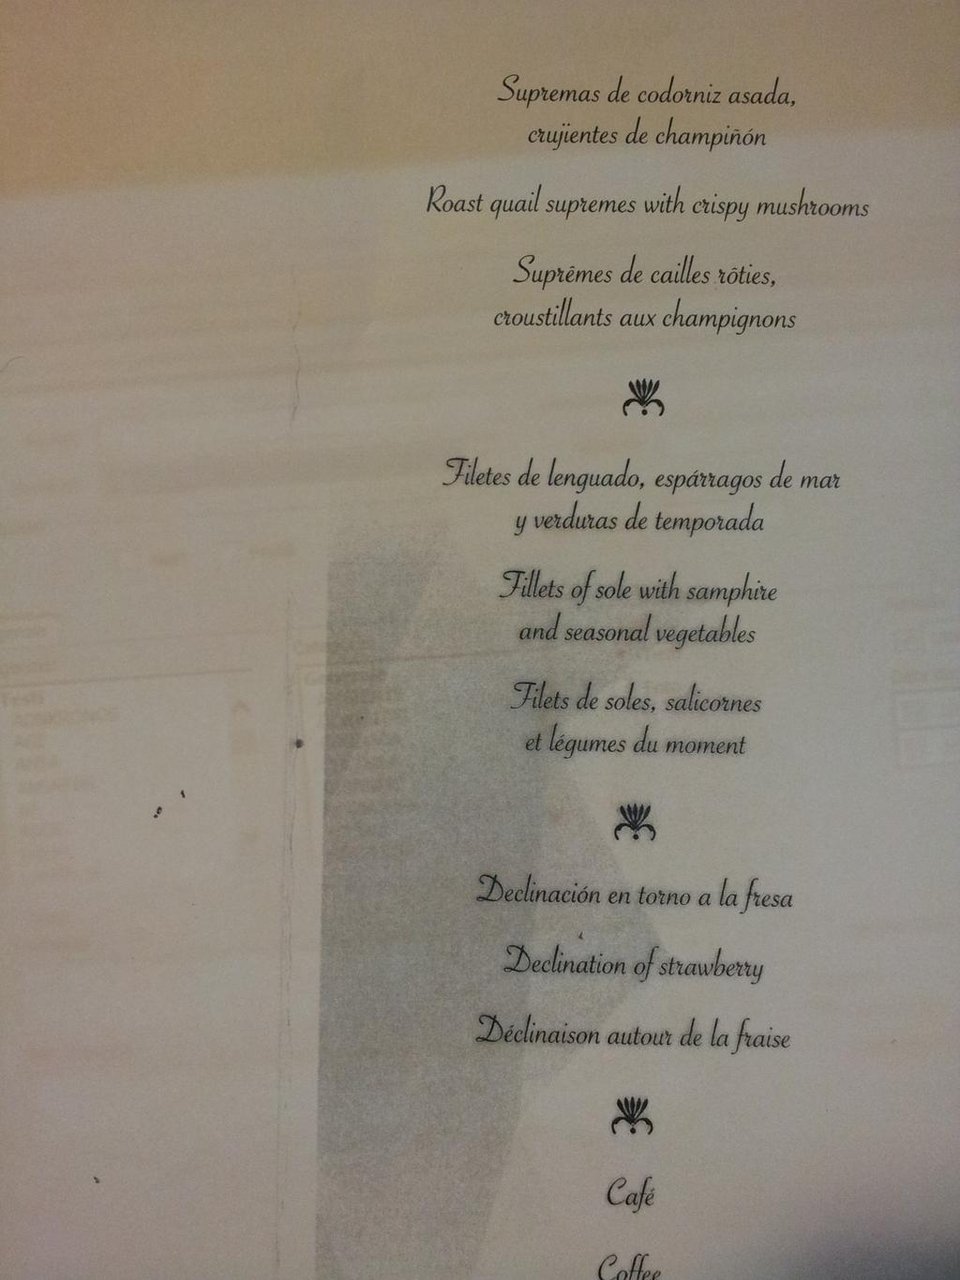 Supremas de codorniz asada,
crujientes de champiñón
Roast quail supremes with crispy mushrooms
Suprêmes de cailles rôties,
croustillants aux champignons
Filetes de lenguado, espárragos de mar
y verduras de temporada
Fillets of sole with samphire
and seasonal vegetables
Filets de soles, salicornes
et légumes du moment
Declinación en torno a la fresa
Declination of strawberry
Déclinaison autour de la fraise
Café
Coffee